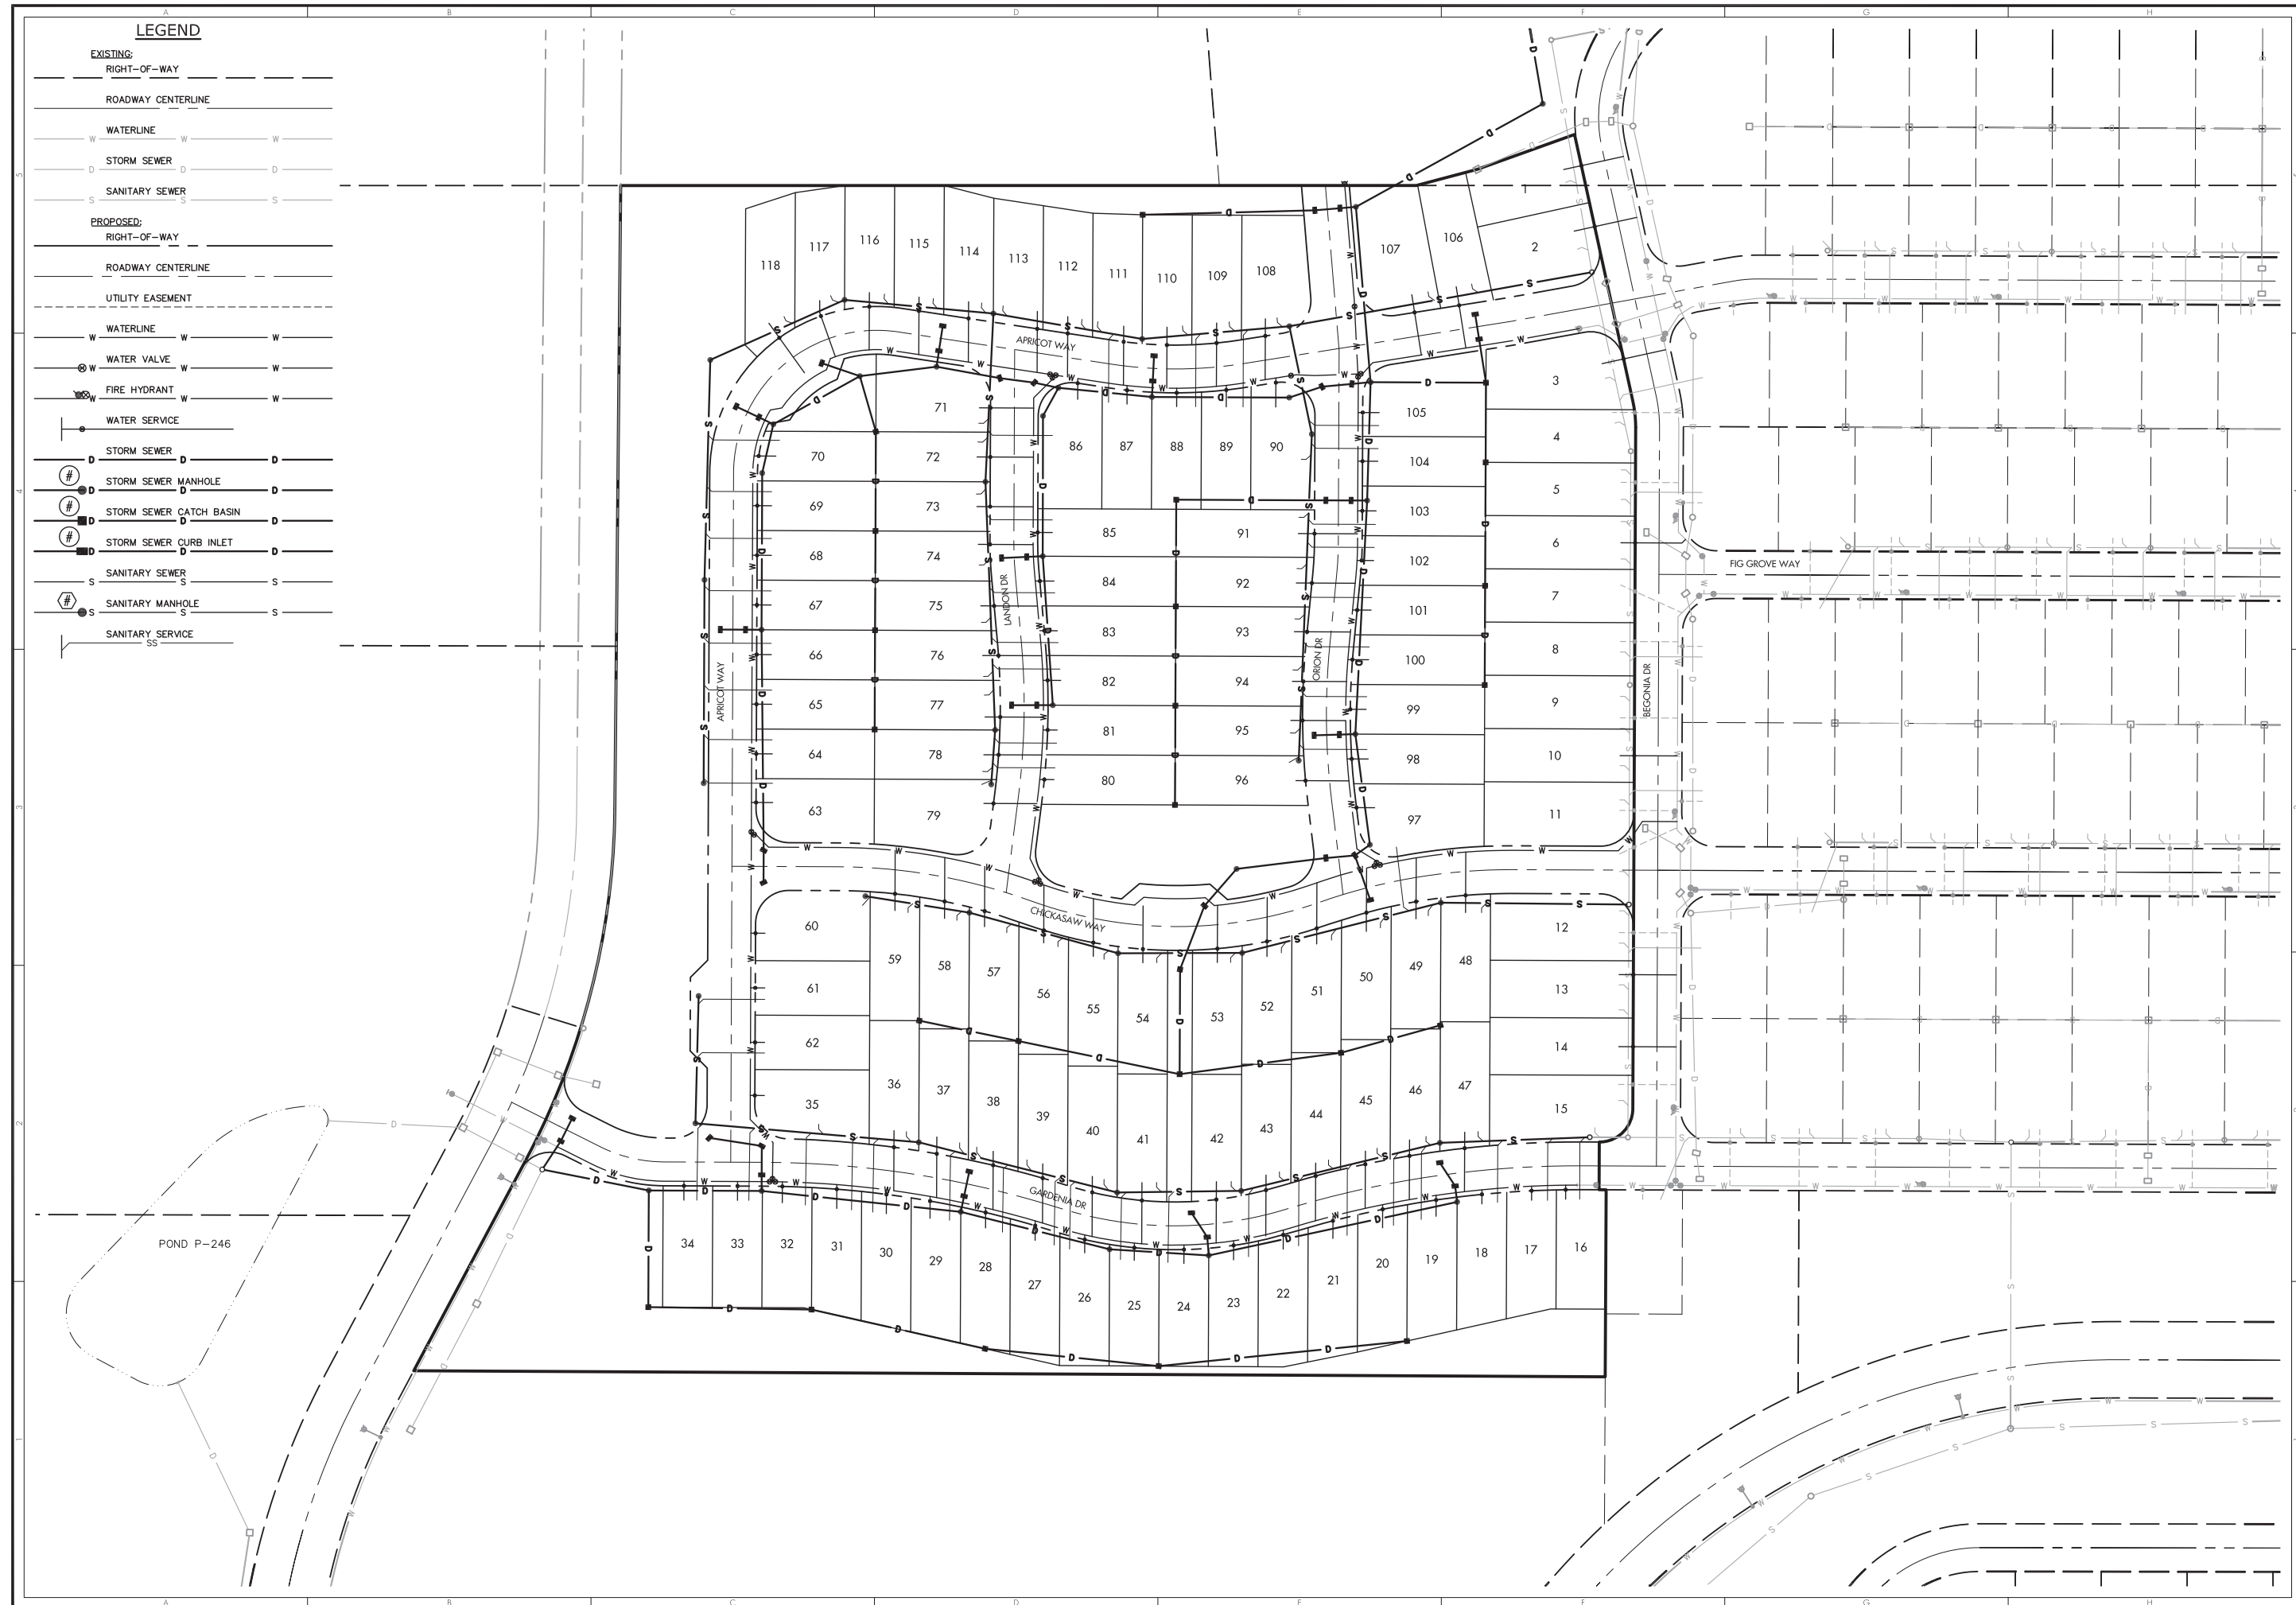 A B C D E F G H
LEGEND
EXISTING:
RIGHT-OF-WAY
ROADWAY CENTERLINE
WATERLINE
W W W
STORM SEWER
D D D
SANITARY SEWER
S S S
PROPOSED:
RIGHT-OF-WAY
ROADWAY CENTERLINE
UTILITY EASEMENT
WATERLINE
W W W
WATER VALVE
W W W
FIRE HYDRANT
W W W
WATER SERVICE
STORM SEWER
D D D
# STORM SEWER MANHOLE
D D D
# STORM SEWER CATCH BASIN
D D D
# STORM SEWER CURB INLET
D D D
SANITARY SEWER
S S S
# SANITARY MANHOLE
S S S
SANITARY SERVICE
SS
5
4
3
2
1
118 117 116 115 114 113 112 111 110 109 108 107 106 2
APRICOT WAY
71 86 87 88 89 90 105 3
70 72 104 4
69 73 85 91 103 5
68 74 84 92 102 6
FIG GROVE WAY
67 75 83 93 101 7
LANDON DR
66 76 82 94 100 8
ORION DR
APRICOT WAY
BEGONIA DR
65 77 81 95 99 9
64 78 80 96 98 10
63 79 97 11
CHICKASAW WAY
60 59 58 57 56 55 54 53 52 51 50 49 48 12
61 13
62 14
35 36 37 38 39 40 41 42 43 44 45 46 47 15
GARDENIA DR
34 33 32 31 30 29 28 27 26 25 24 23 22 21 20 19 18 17 16
POND P-246
A B C D E F G H